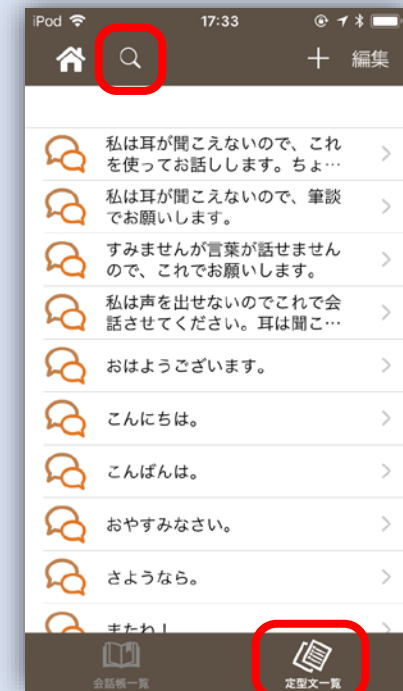 iPod 17:33
編集
私は耳が聞こえないので、これ
を使ってお話しします。ちょ…
私は耳が聞こえないので、筆談
でお願いします。
すみませんが言葉が話せません
ので、これでお願いします。
私は声を出せないのでこれで会
話させてください。耳は聞こ…
おはようございます。
こんにちは。
こんばんは。
おやすみなさい。
さようなら。
またね！
会話帳一覧 定型文一覧